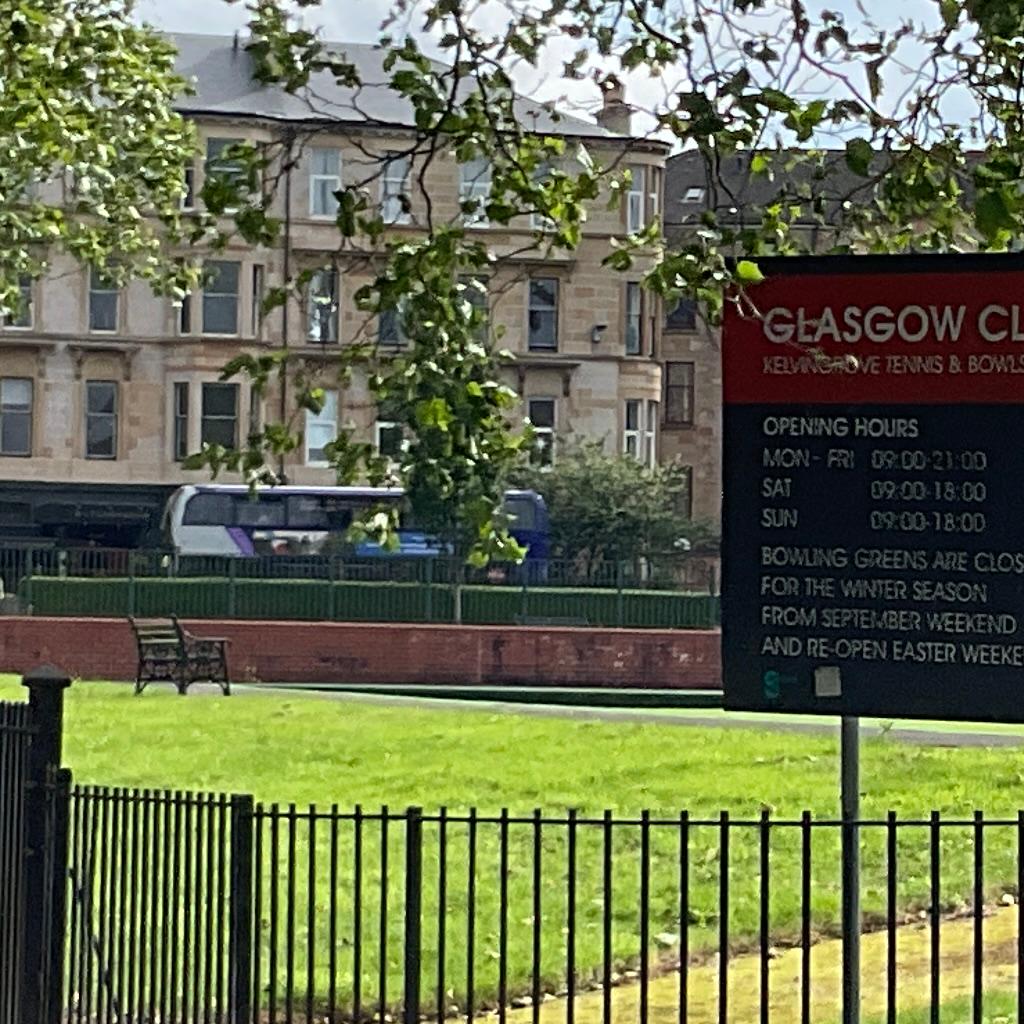 GLASGOW CL
KELVINGROVE TENNIS & BOWLS
OPENING HOURS
MON - FRI 09:00-21:00
SAT 09:00-18:00
SUN 09:00-18:00
BOWLING GREENS ARE CLOS
FOR THE WINTER SEASON
FROM SEPTEMBER WEEKEND
AND RE-OPEN EASTER WEEKE